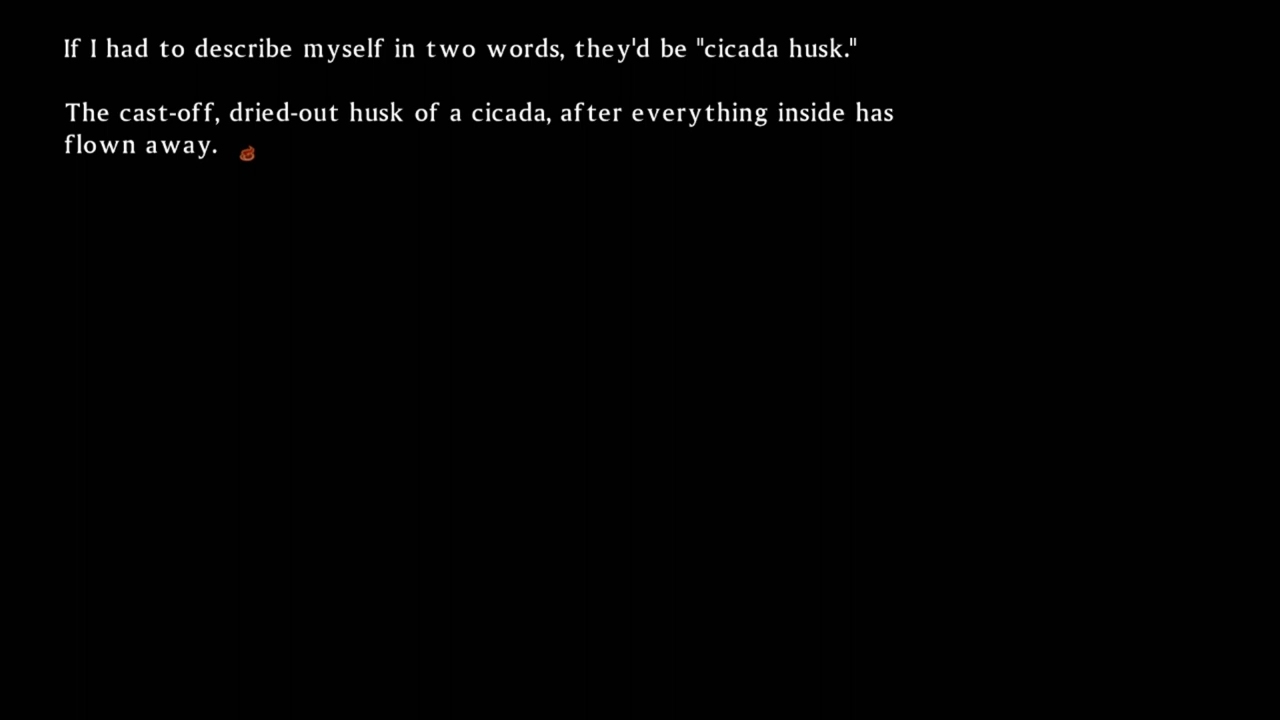 If I had to describe myself in two words, they'd be "cicada husk."
The cast-off, dried-out husk of a cicada, after everything inside has
flown away.